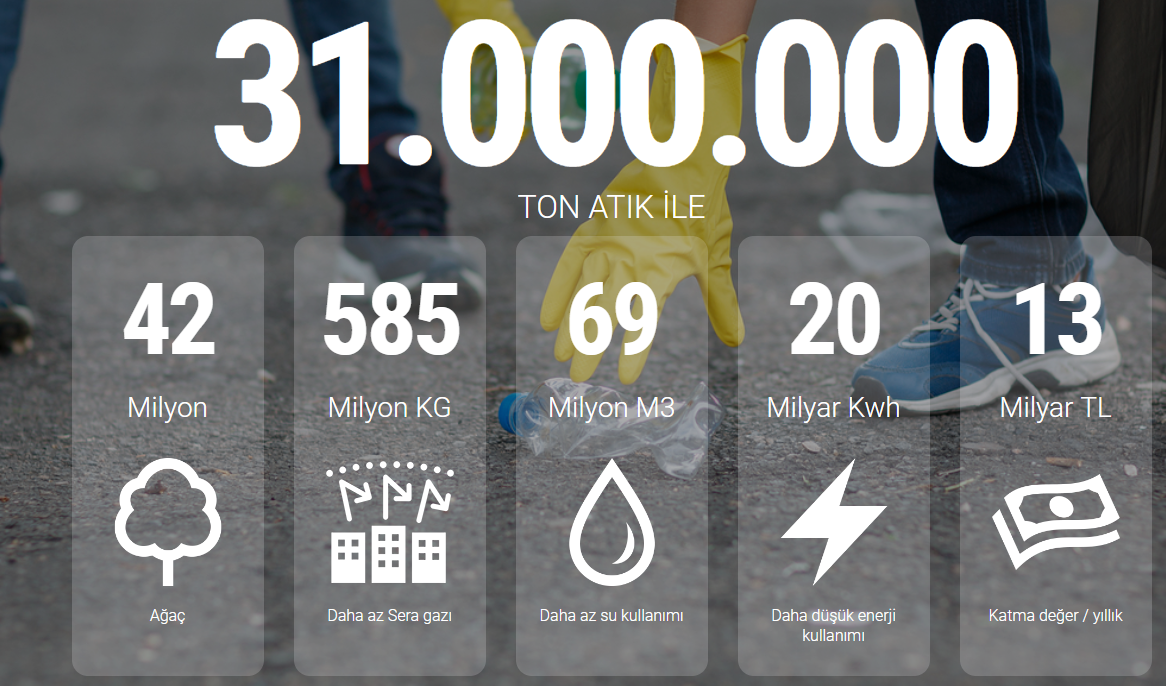 31.000.000
TON ATIK İLE
42
Milyon
Ağaç
585
Milyon KG
Daha az Sera gazı
69
Milyon M3
Daha az su kullanımı
20
Milyar Kwh
Daha düşük enerji
kullanımı
13
Milyar TL
Katma değer / yıllık